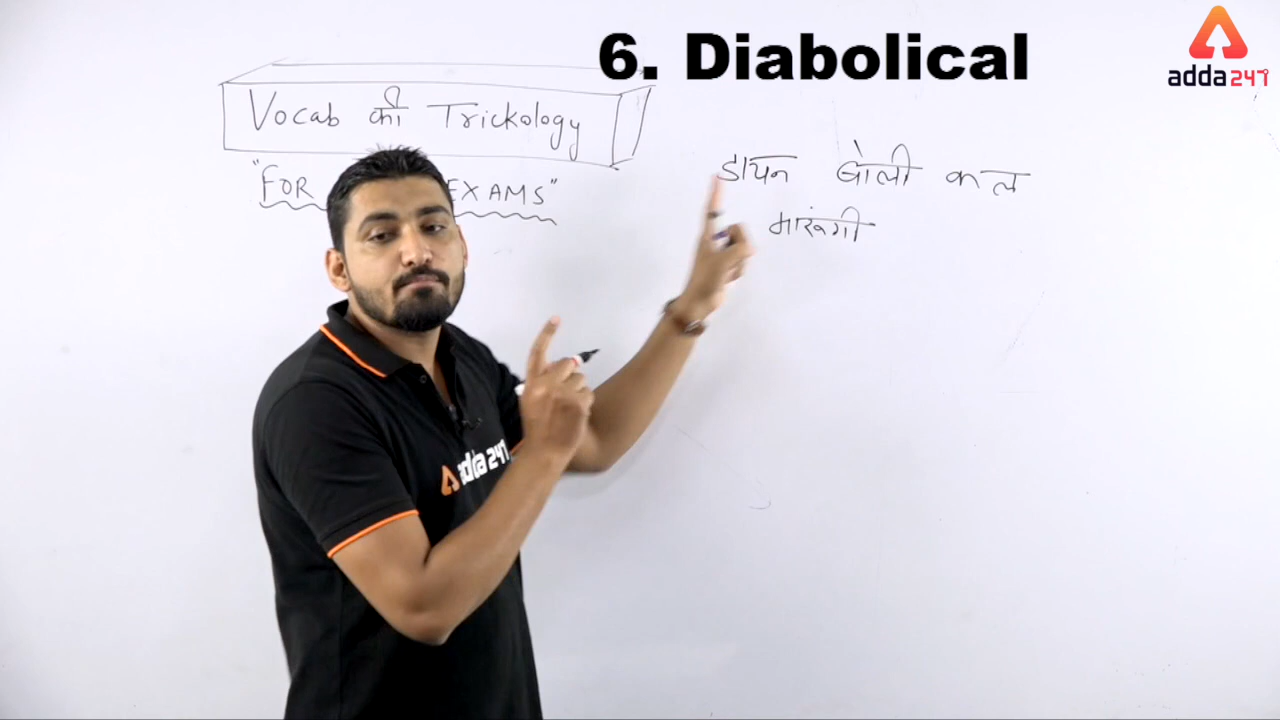 6. Diabolical
adda247
Vocab की Trickology
"FOR EXAMS"
डायन बोली कल
मारूंगी
adda247